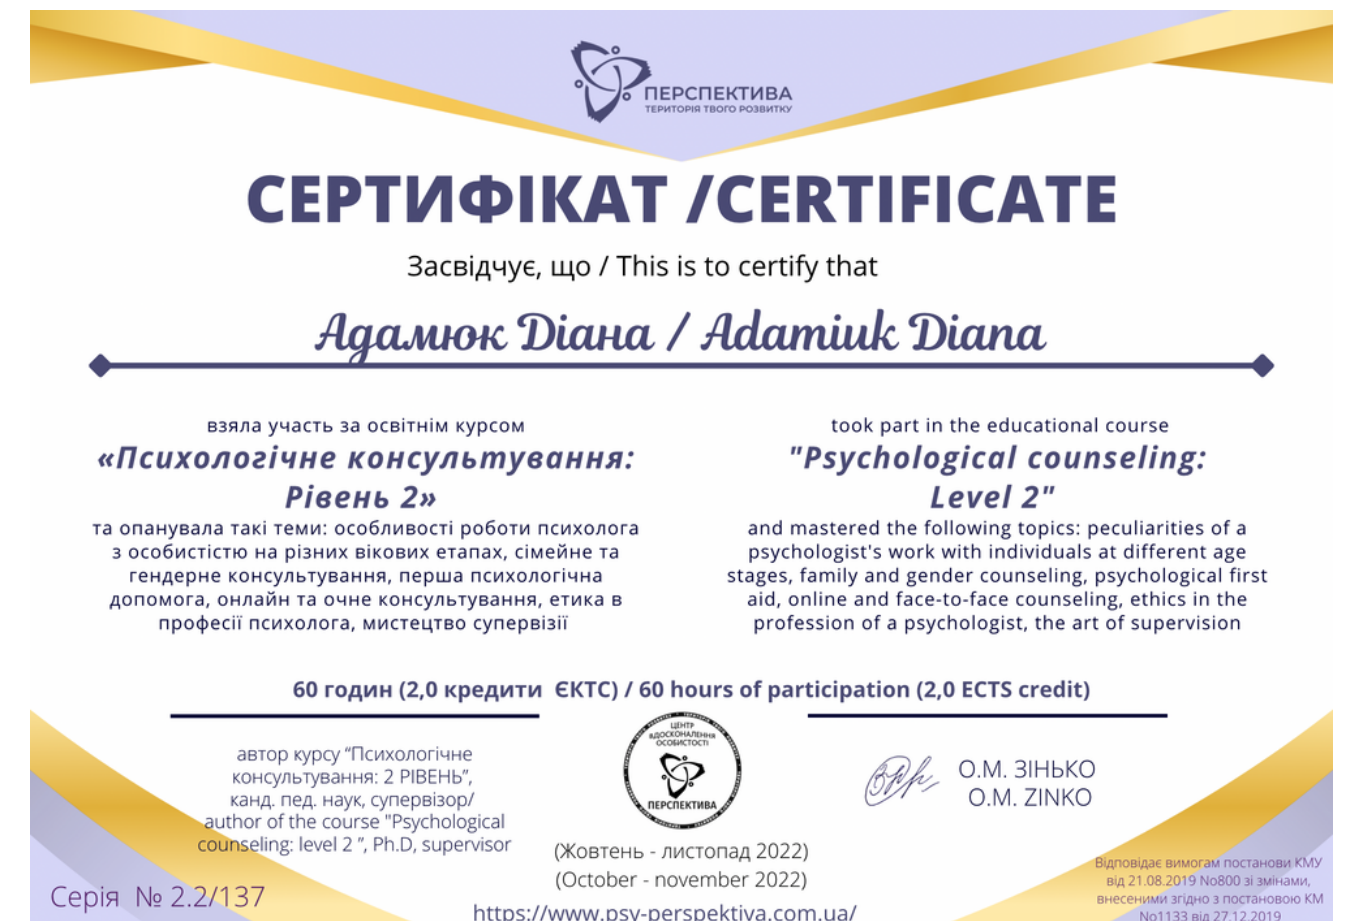 ПЕРСПЕКТИВА
ТЕРИТОРІЯ ТВОГО РОЗВИТКУ
СЕРТИФІКАТ /CERTIFICATE
Засвідчує, що / This is to certify that
Адамюк Діана / Adamiuk Diana
взяла участь за освітнім курсом
«Психологічне консультування:
Рівень 2»
та опанувала такі теми: особливості роботи психолога
з особистістю на різних вікових етапах, сімейне та
гендерне консультування, перша психологічна
допомога, онлайн та очне консультування, етика в
професії психолога, мистецтво супервізії
took part in the educational course
"Psychological counseling:
Level 2"
and mastered the following topics: peculiarities of a
psychologist's work with individuals at different age
stages, family and gender counseling, psychological first
aid, online and face-to-face counseling, ethics in the
profession of a psychologist, the art of supervision
60 годин (2,0 кредити ЄКТС) / 60 hours of participation (2,0 ECTS credit)
автор курсу “Психологічне
консультування: 2 РІВЕНЬ”,
канд. пед. наук, супервізор/
author of the course "Psychological
counseling: level 2 ”, Ph.D, supervisor
ЦЕНТР
ВДОСКОНАЛЕННЯ
ОСОБИСТОСТІ
ПЕРСПЕКТИВА
О.М. ЗІНЬКО
O.M. ZINKO
(Жовтень - листопад 2022)
(October - november 2022)
Серія № 2.2/137
https://www.psy-perspektiva.com.ua/
Відповідає вимогам постанови КМУ
від 21.08.2019 No800 зі змінами,
внесеними згідно з постановою КМ
No1133 від 27.12.2019